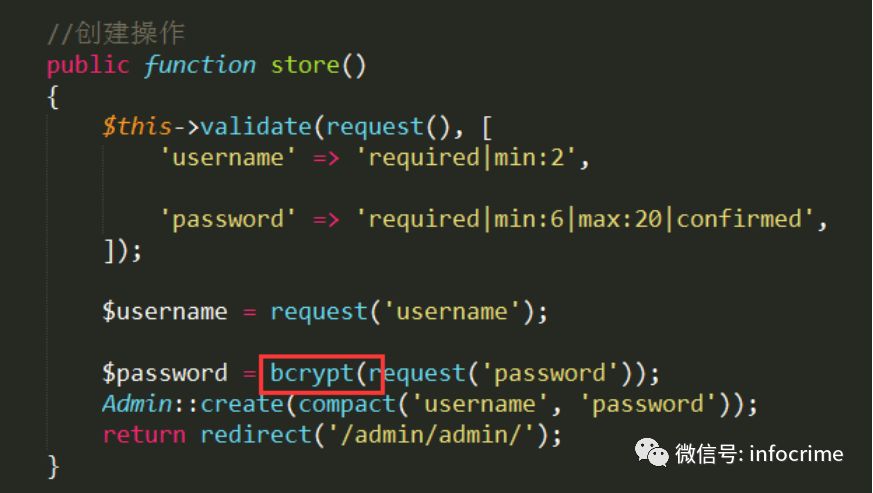 //创建操作
public function store()
{
    $this->validate(request(), [
        'username' => 'required|min:2',
        'password' => 'required|min:6|max:20|confirmed',
    ]);
    $username = request('username');
    $password = bcrypt(request('password'));
    Admin::create(compact('username', 'password'));
    return redirect('/admin/admin/');
}
微信号: infocrime